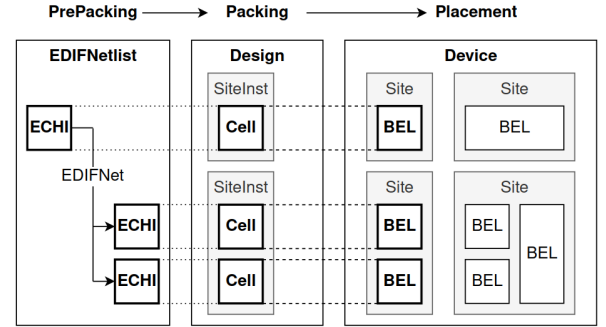 PrePacking Packing Placement
EDIFNetlist Design Device
SiteInst Site Site
ECHI Cell BEL BEL
EDIFNet
SiteInst Site Site
ECHI Cell BEL BEL
BEL
ECHI Cell BEL BEL